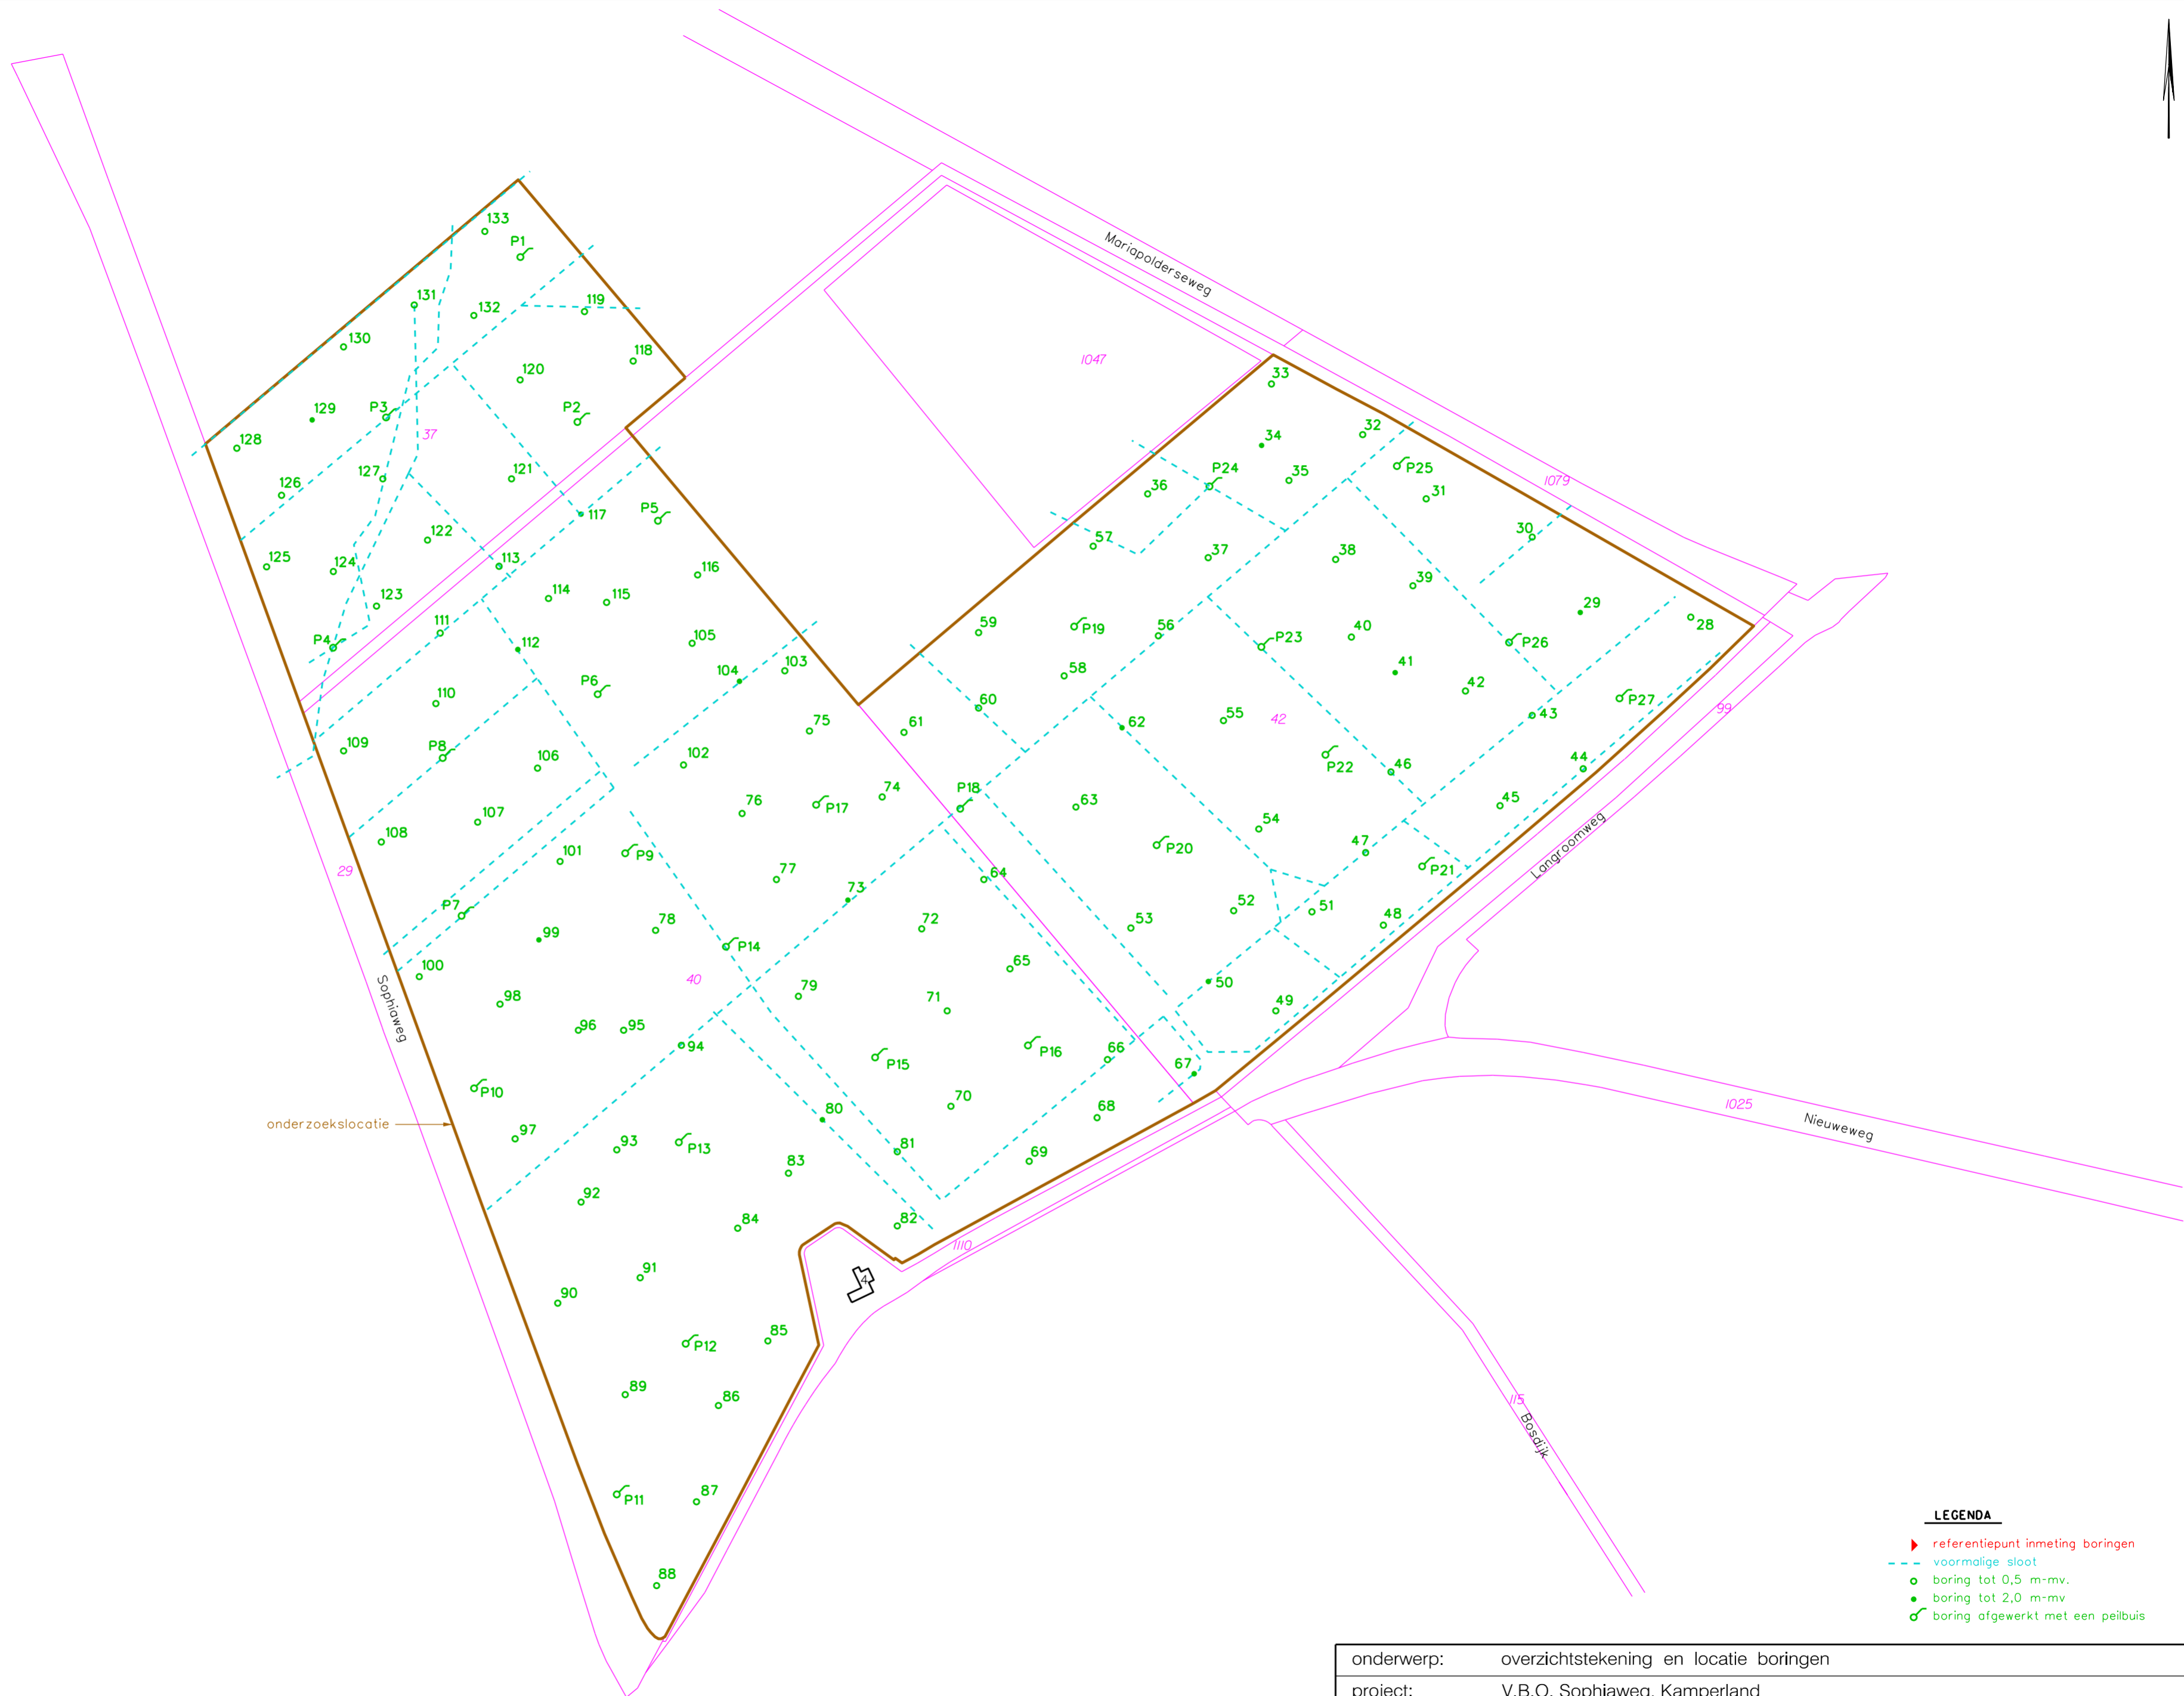 133
P1
131
132
119
130
118
120
129
P3
P2
37
128
121
127
126
P5
117
122
113
125
124
116
123
114
115
111
P4
112
105
104
103
P6
110
75
109
P8
106
102
76
P17
74
107
108
101
P9
29
77
73
P7
99
78
72
P14
100
40
65
98
79
71
96
95
94
P16
P15
66
67
P10
70
80
68
onderzoekslocatie
97
93
P13
81
69
83
92
84
82
1110
91
90
4
P12
85
89
86
P11
87
88
Sophiaweg
Mariapolderseweg
1047
33
32
34
P24
P25
35
1079
36
31
30
57
37
38
39
29
28
59
P19
56
P23
40
P26
58
41
42
60
P27
61
62
55
42
43
99
P18
P22
46
44
63
45
54
P20
47
Langroomweg
64
P21
52
51
53
48
50
49
1025
Nieuweweg
115
Bosdijk
LEGENDA
referentiepunt inmeting boringen
voormalige sloot
boring tot 0,5 m-mv.
boring tot 2,0 m-mv
boring afgewerkt met een peilbuis
onderwerp: overzichtstekening en locatie boringen
project: V.B.O. Sophiaweg, Kamperland